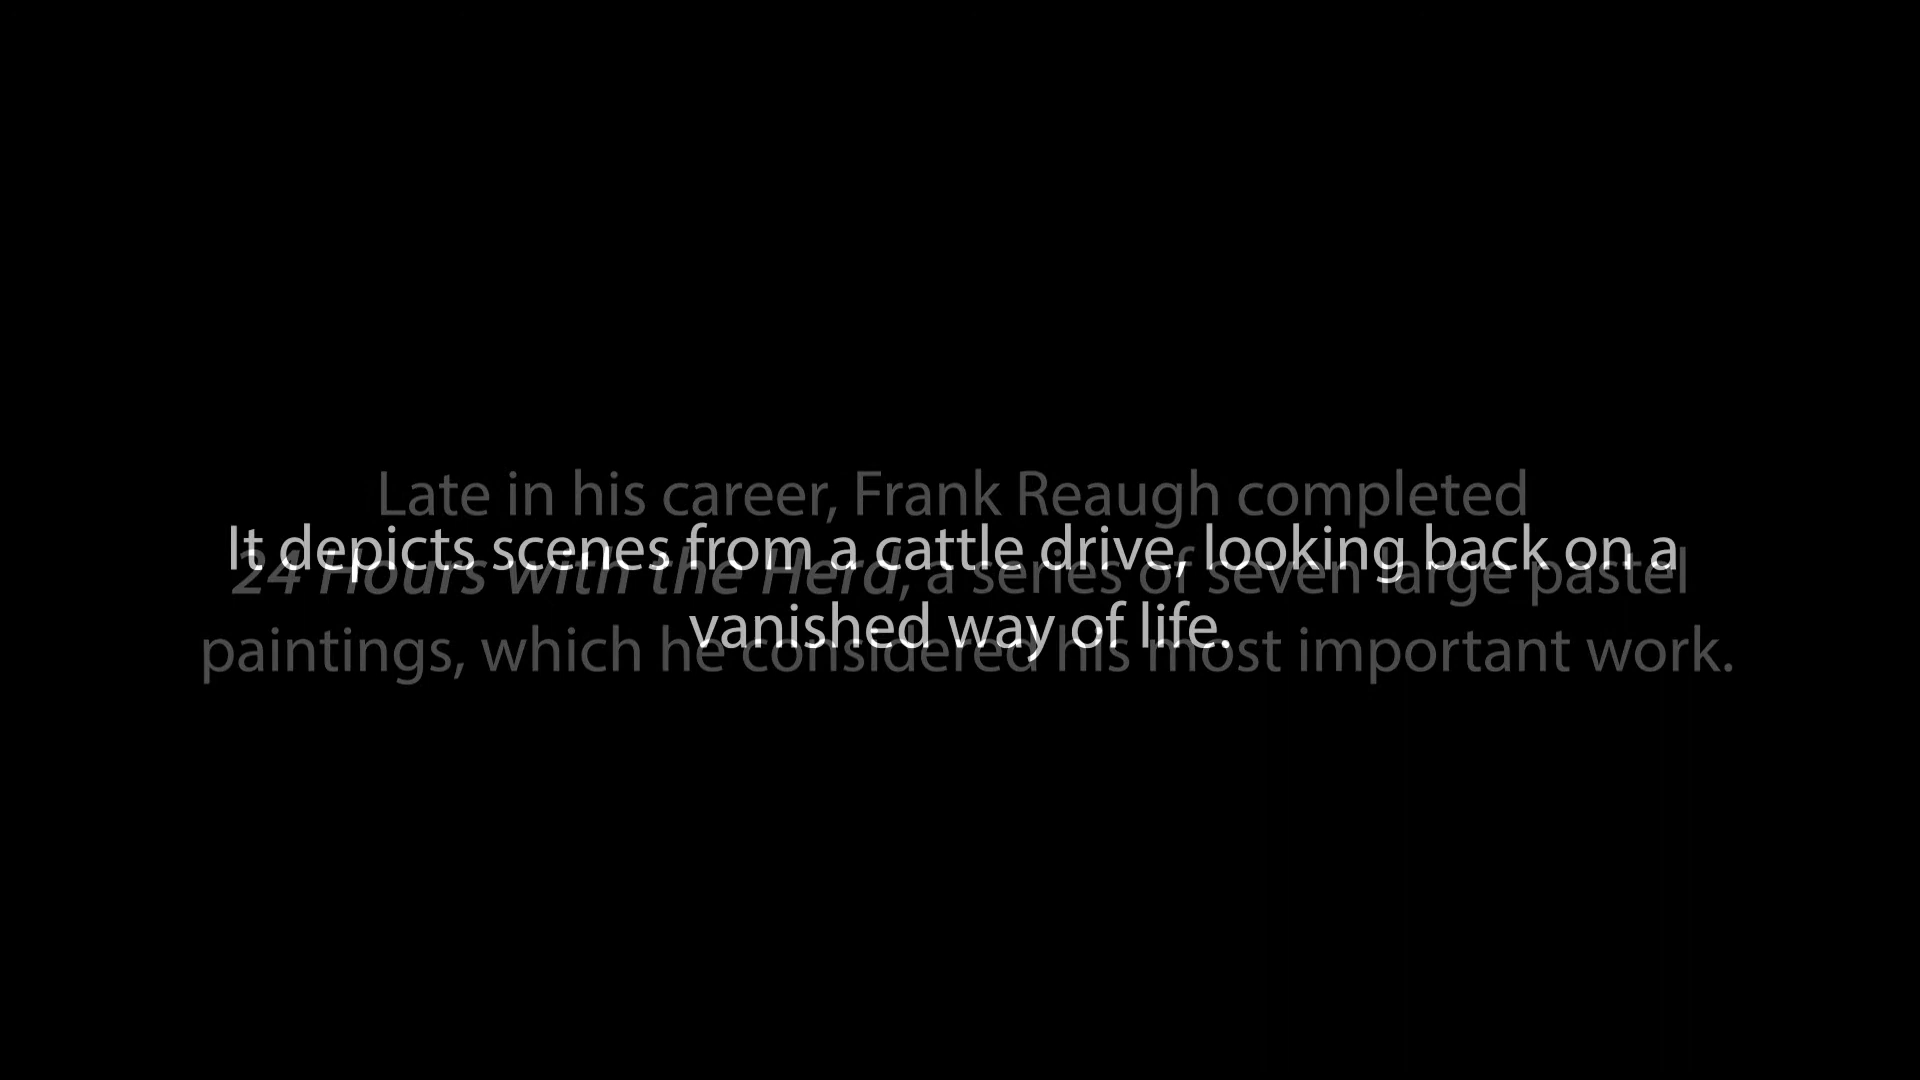 Late in his career, Frank Reaugh completed
24 Hours with the Herd, a series of seven large pastel
paintings, which he considered his most important work.
It depicts scenes from a cattle drive, looking back on a
vanished way of life.